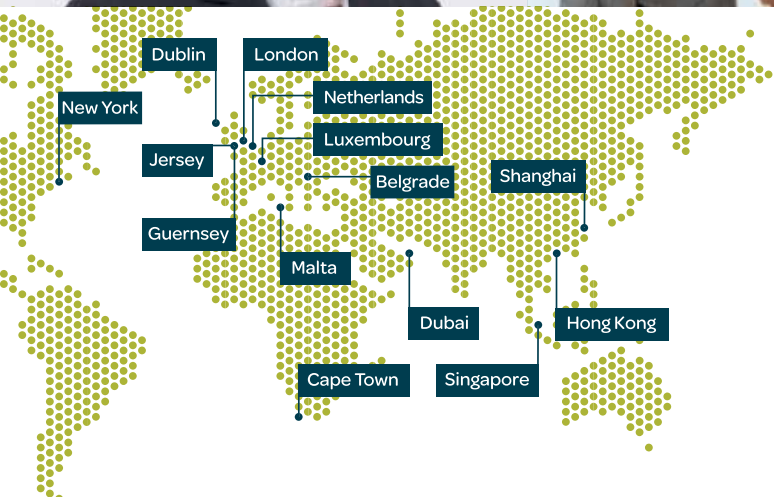 Dublin
London
Netherlands
New York
Luxembourg
Jersey
Belgrade
Shanghai
Guernsey
Malta
Dubai
Hong Kong
Cape Town
Singapore